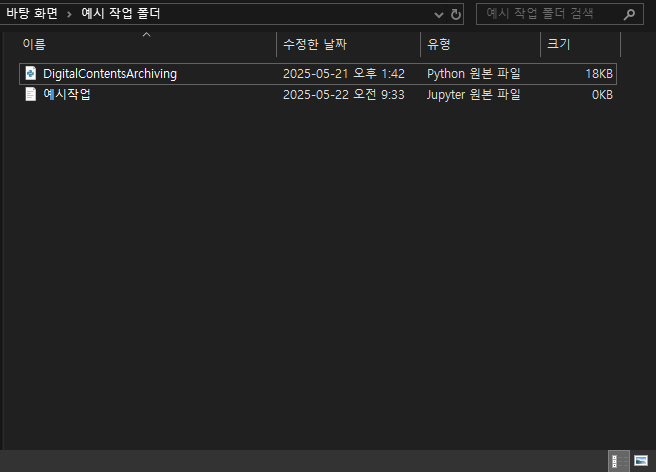 바탕 화면 > 예시 작업 폴더 예시 작업 폴더 검색
이름 수정한 날짜 유형 크기
DigitalContentsArchiving 2025-05-21 오후 1:42 Python 원본 파일 18KB
예시작업 2025-05-22 오전 9:33 Jupyter 원본 파일 0KB